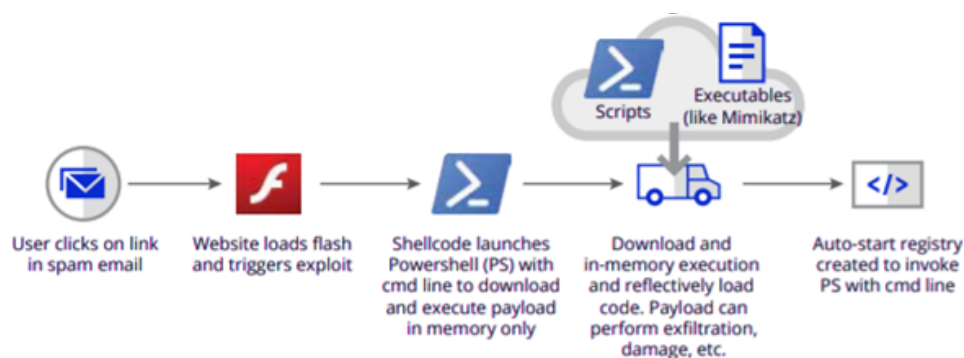 Scripts
Executables
(like Mimikatz)
User clicks on link
in spam email
Website loads flash
and triggers exploit
Shellcode launches
Powershell (PS) with
cmd line to download
and execute payload
in memory only
Download and
in-memory execution
and reflectively load
code. Payload can
perform exfiltration,
damage, etc.
</>
Auto-start registry
created to invoke
PS with cmd line